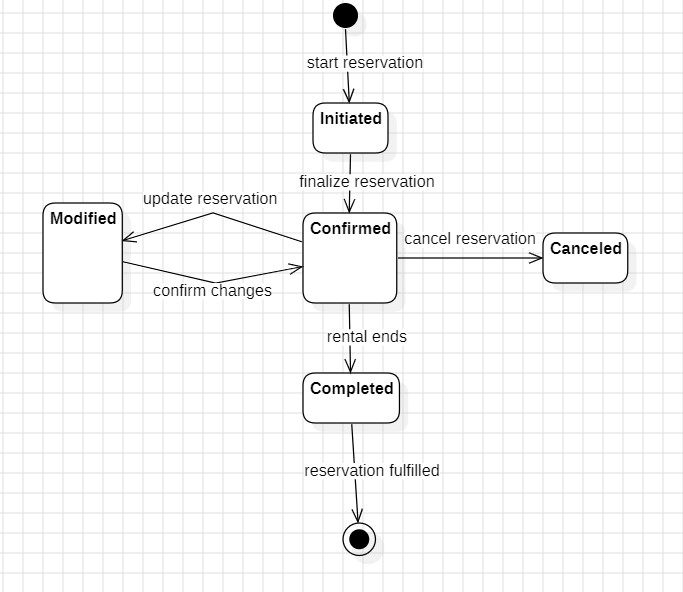 start reservation
Initiated
finalize reservation
update reservation
Modified
Confirmed
cancel reservation
Canceled
confirm changes
rental ends
Completed
reservation fulfilled